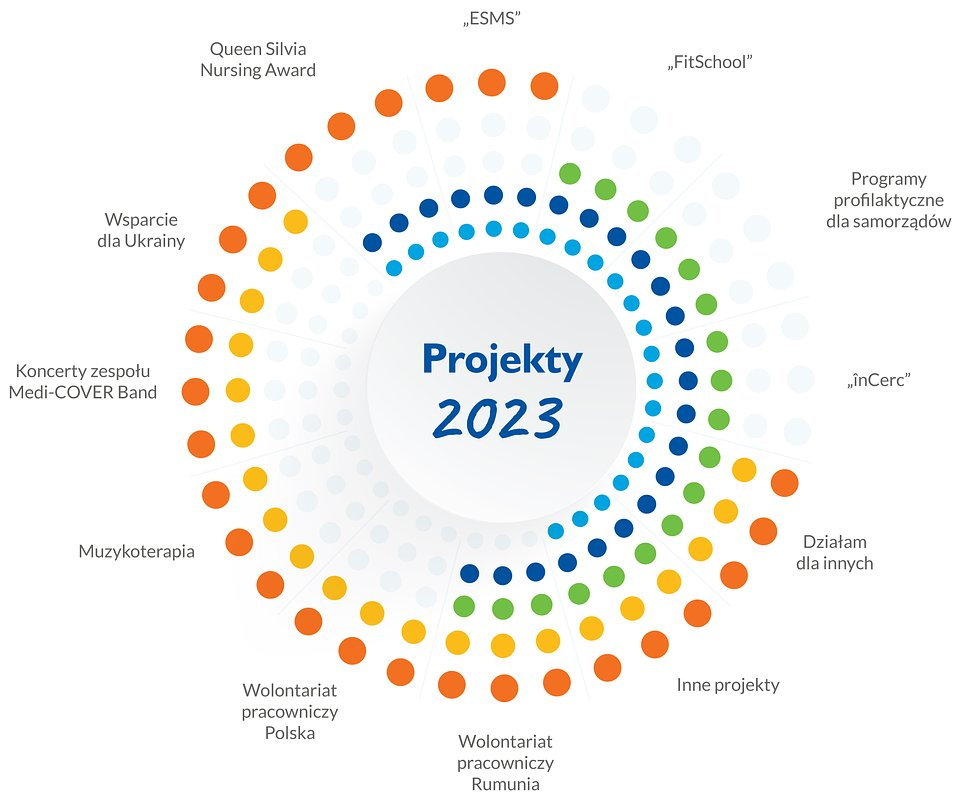 „ESMS”
„FitSchool”
Programy
profilaktyczne
dla samorządów
„înCerc”
Działam
dla innych
Inne projekty
Wolontariat
pracowniczy
Rumunia
Wolontariat
pracowniczy
Polska
Muzykoterapia
Koncerty zespołu
Medi-COVER Band
Wsparcie
dla Ukrainy
Queen Silvia
Nursing Award
Projekty
2023